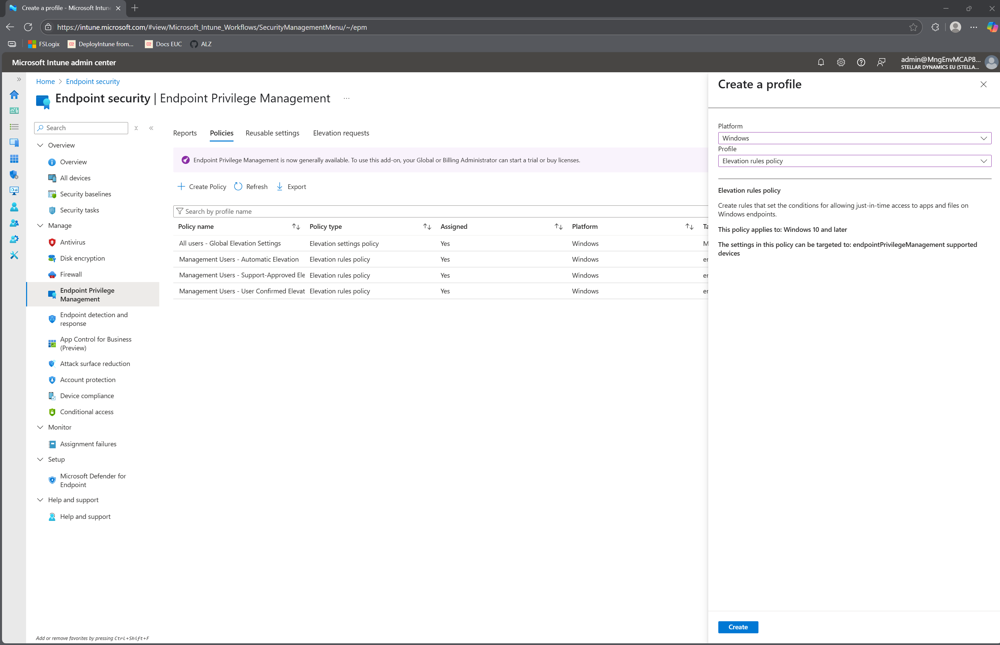 Create a profile - Microsoft Intune
https://intune.microsoft.com/#view/Microsoft_Intune_Workflows/SecurityManagementMenu/~/epm
FSLogix
DeployIntune from...
Docs EUC
ALZ
Microsoft Intune admin center
admin@MngEnvMCAP8...
STELLAR DYNAMICS EU (STELLA...
Home > Endpoint security
Endpoint security | Endpoint Privilege Management ...
Search
Overview
Overview
All devices
Security baselines
Security tasks
Manage
Antivirus
Disk encryption
Firewall
Endpoint Privilege
Management
Endpoint detection and
response
App Control for Business
(Preview)
Attack surface reduction
Account protection
Device compliance
Conditional access
Monitor
Assignment failures
Setup
Microsoft Defender for
Endpoint
Help and support
Help and support
Add or remove favorites by pressing Ctrl+Shift+F
Reports Policies Reusable settings Elevation requests
Endpoint Privilege Management is now generally available. To use this add-on, your Global or Billing Administrator can start a trial or buy licenses.
Create Policy Refresh Export
Search by profile name
Policy name Policy type Assigned Platform Ta
All users - Global Elevation Settings Elevation settings policy Yes Windows M
Management Users - Automatic Elevation Elevation rules policy Yes Windows
Management Users - Support-Approved Ele Elevation rules policy Yes Windows
Management Users - User Confirmed Elevat Elevation rules policy Yes Windows
Create a profile
Platform
Windows
Profile
Elevation rules policy
Elevation rules policy
Create rules that set the conditions for allowing just-in-time access to apps and files on
Windows endpoints.
This policy applies to: Windows 10 and later
The settings in this policy can be targeted to: endpointPrivilegeManagement supported
devices
Create